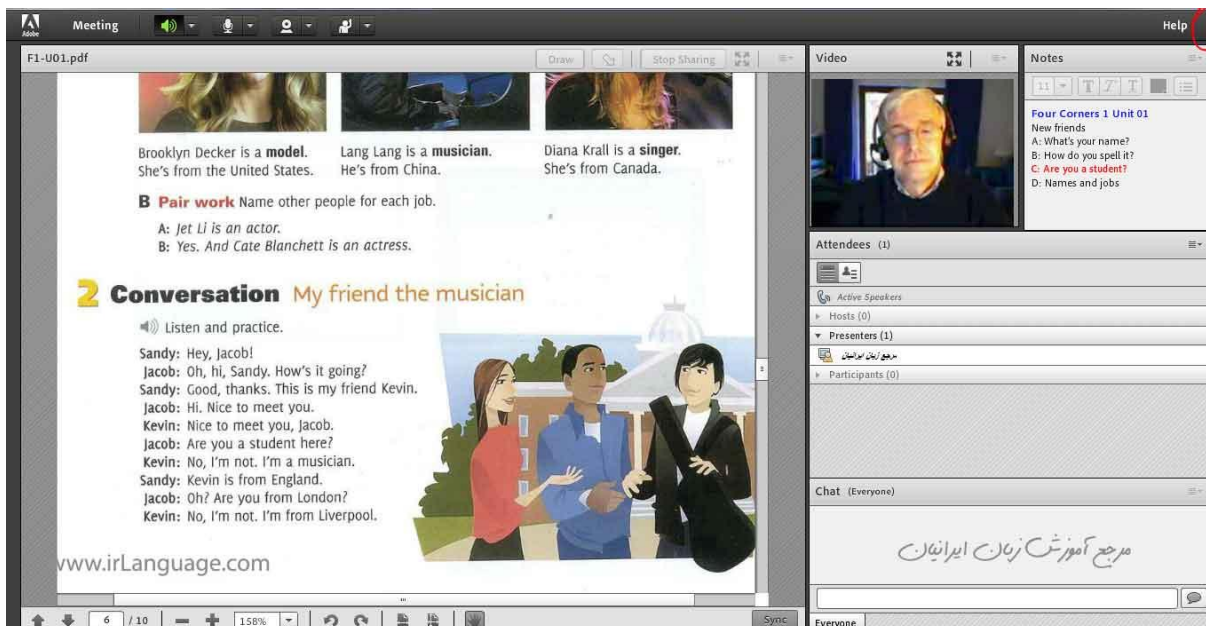 Adobe
Meeting
Help
F1-U01.pdf
Draw
Stop Sharing
Brooklyn Decker is a model.
She's from the United States.
Lang Lang is a musician.
He's from China.
Diana Krall is a singer.
She's from Canada.
B Pair work Name other people for each job.
A: Jet Li is an actor.
B: Yes. And Cate Blanchett is an actress.
2 Conversation My friend the musician
Listen and practice.
Sandy: Hey, Jacob!
Jacob: Oh, hi, Sandy. How's it going?
Sandy: Good, thanks. This is my friend Kevin.
Jacob: Hi. Nice to meet you.
Kevin: Nice to meet you, Jacob.
Jacob: Are you a student here?
Kevin: No, I'm not. I'm a musician.
Sandy: Kevin is from England.
Jacob: Oh? Are you from London?
Kevin: No, I'm not. I'm from Liverpool.
www.irLanguage.com
6 / 10
158%
Sync
Video
Notes
11
T T T
Four Corners 1 Unit 01
New friends
A: What's your name?
B: How do you spell it?
C: Are you a student?
D: Names and jobs
Attendees (1)
Active Speakers
Hosts (0)
Presenters (1)
مرجع زبان ایرانیان
Participants (0)
Chat (Everyone)
مرجع آموزش زبان ایرانیان
Everyone